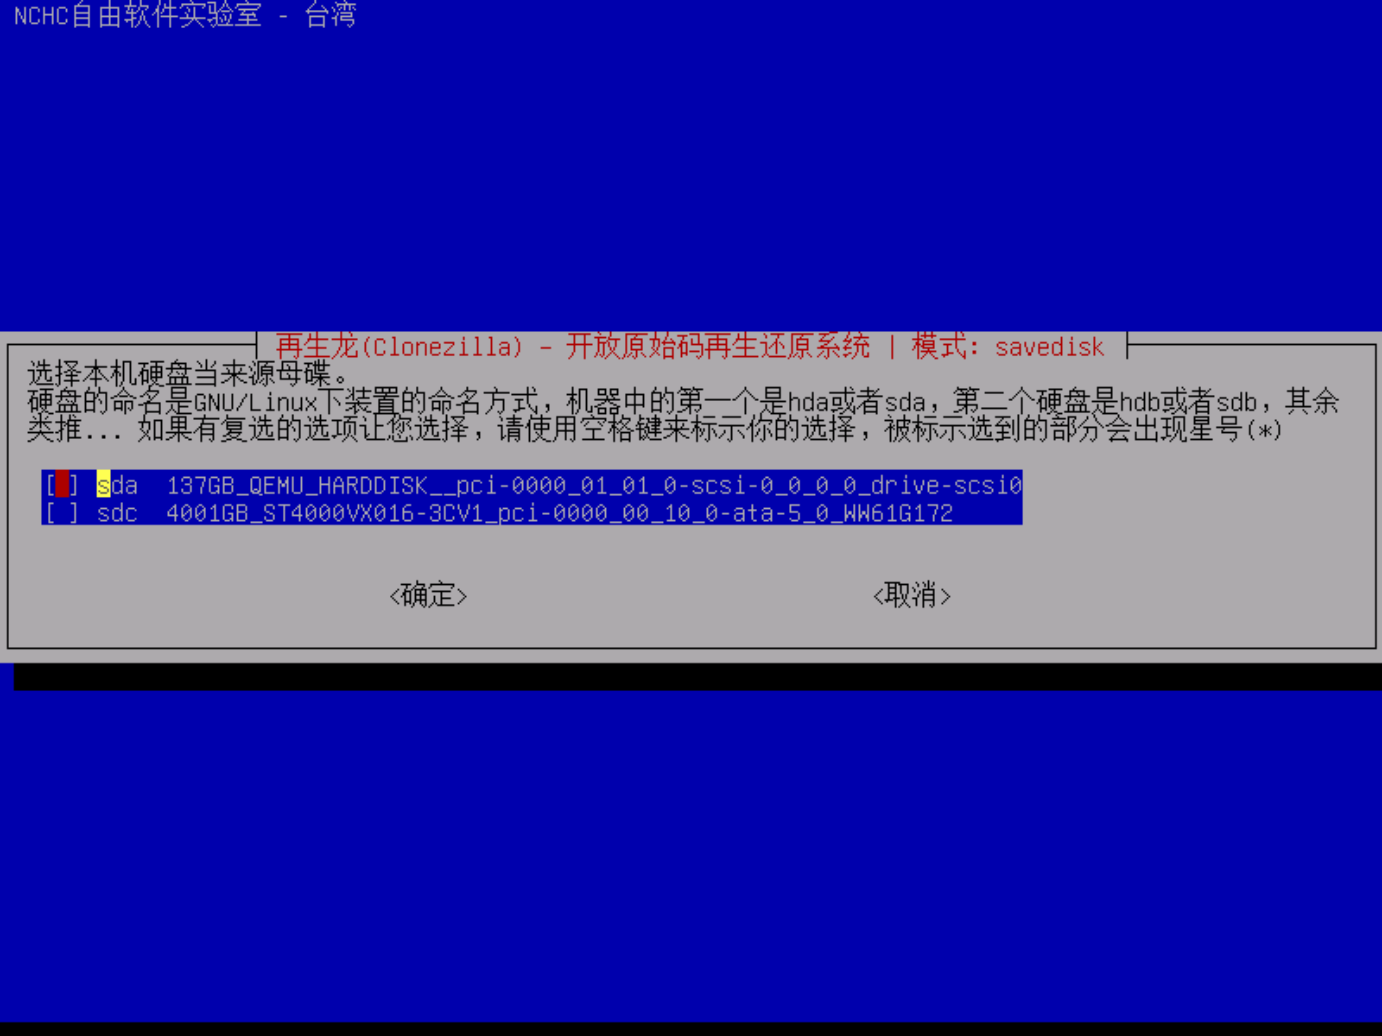 NCHC自由软件实验室 - 台湾
再生龙(Clonezilla) - 开放原始码再生还原系统 | 模式: savedisk
选择本机硬盘当来源母碟。
硬盘的命名是GNU/Linux下装置的命名方式，机器中的第一个是hda或者sda，第二个硬盘是hdb或者sdb，其余
类推... 如果有复选的选项让您选择，请使用空格键来标示你的选择，被标示选到的部分会出现星号(*)
[ ] sda 137GB_QEMU_HARDDISK__pci-0000_01_01_0-scsi-0_0_0_0_drive-scsi0
[ ] sdc 4001GB_ST4000VX016-3CV1_pci-0000_00_10_0-ata-5_0_WW61G172
<确定> <取消>